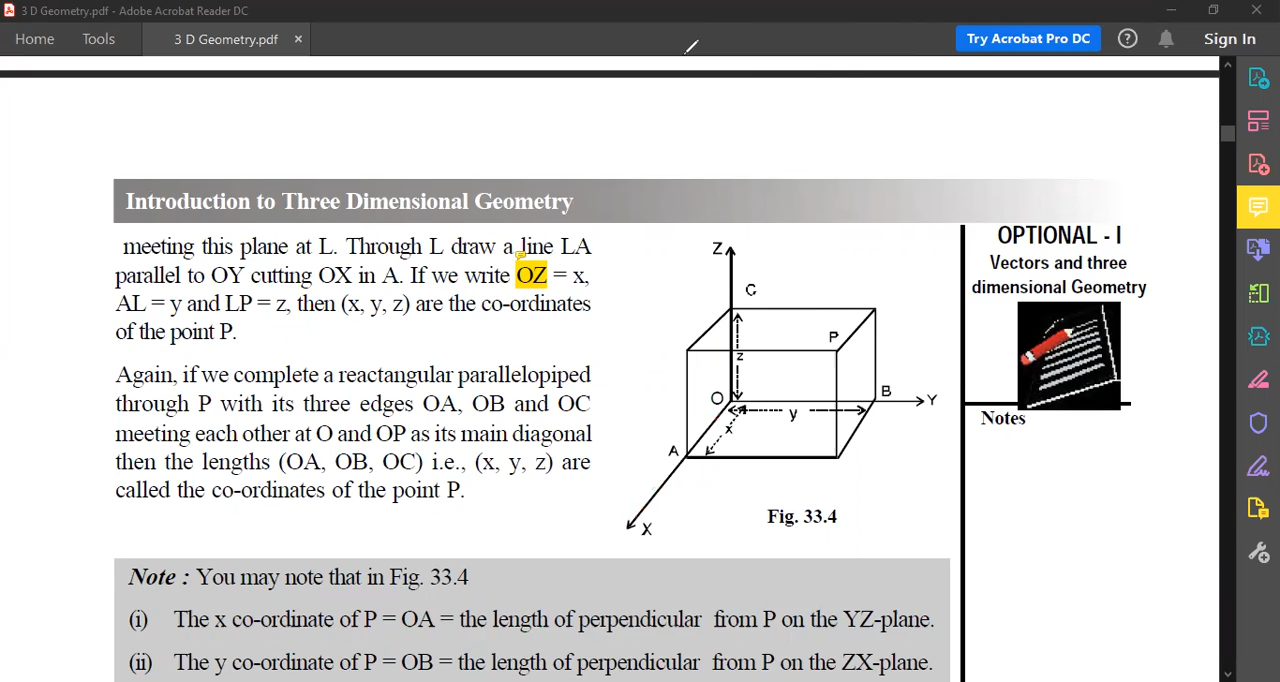 3 D Geometry.pdf - Adobe Acrobat Reader DC
Home Tools 3 D Geometry.pdf × Try Acrobat Pro DC Sign In
Introduction to Three Dimensional Geometry
meeting this plane at L. Through L draw a line LA
parallel to OY cutting OX in A. If we write OZ = x,
AL = y and LP = z, then (x, y, z) are the co-ordinates
of the point P.
Again, if we complete a reactangular parallelopiped
through P with its three edges OA, OB and OC
meeting each other at O and OP as its main diagonal
then the lengths (OA, OB, OC) i.e., (x, y, z) are
called the co-ordinates of the point P.
Z
C
P
z
O
B
Y
y
x
A
X
Fig. 33.4
OPTIONAL - I
Vectors and three
dimensional Geometry
Notes
Note : You may note that in Fig. 33.4
(i) The x co-ordinate of P = OA = the length of perpendicular from P on the YZ-plane.
(ii) The y co-ordinate of P = OB = the length of perpendicular from P on the ZX-plane.